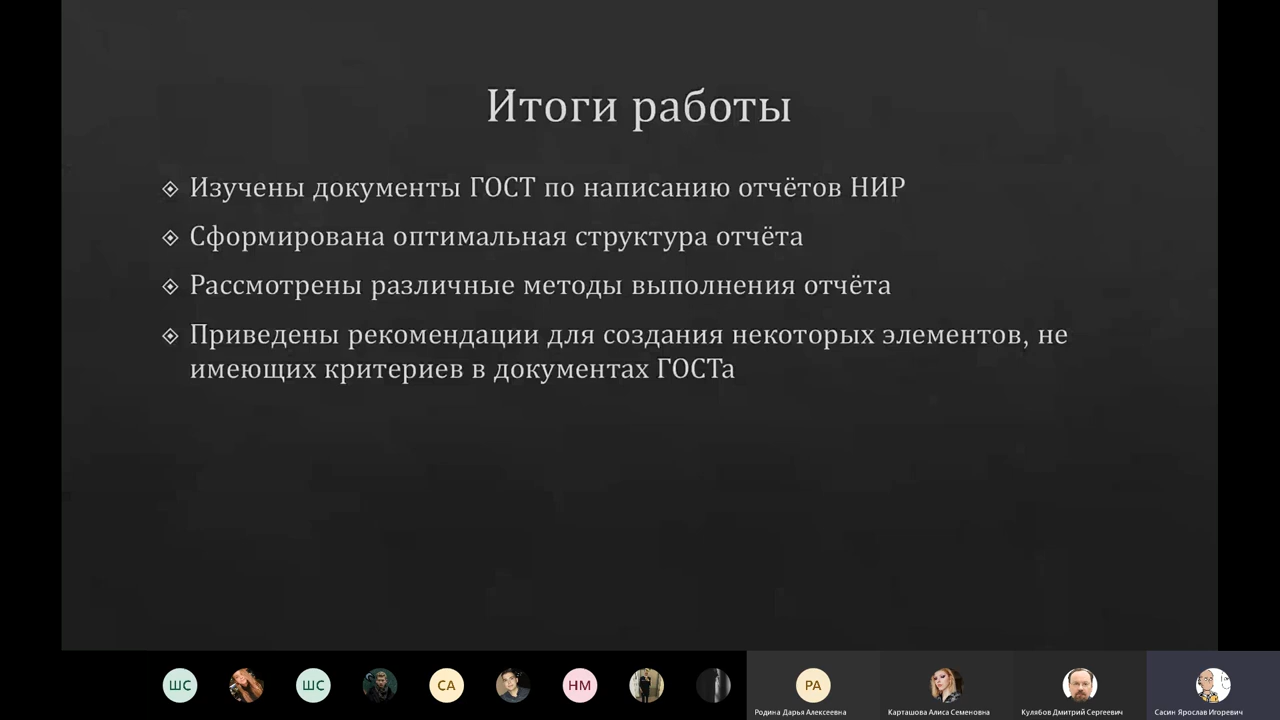 Итоги работы
Изучены документы ГОСТ по написанию отчётов НИР
Сформирована оптимальная структура отчёта
Рассмотрены различные методы выполнения отчёта
Приведены рекомендации для создания некоторых элементов, не
имеющих критериев в документах ГОСТа
ШС
ШС
СА
НМ
РА
Родина Дарья Алексеевна
Карташова Алиса Семеновна
Кулябов Дмитрий Сергеевич
Сасин Ярослав Игоревич